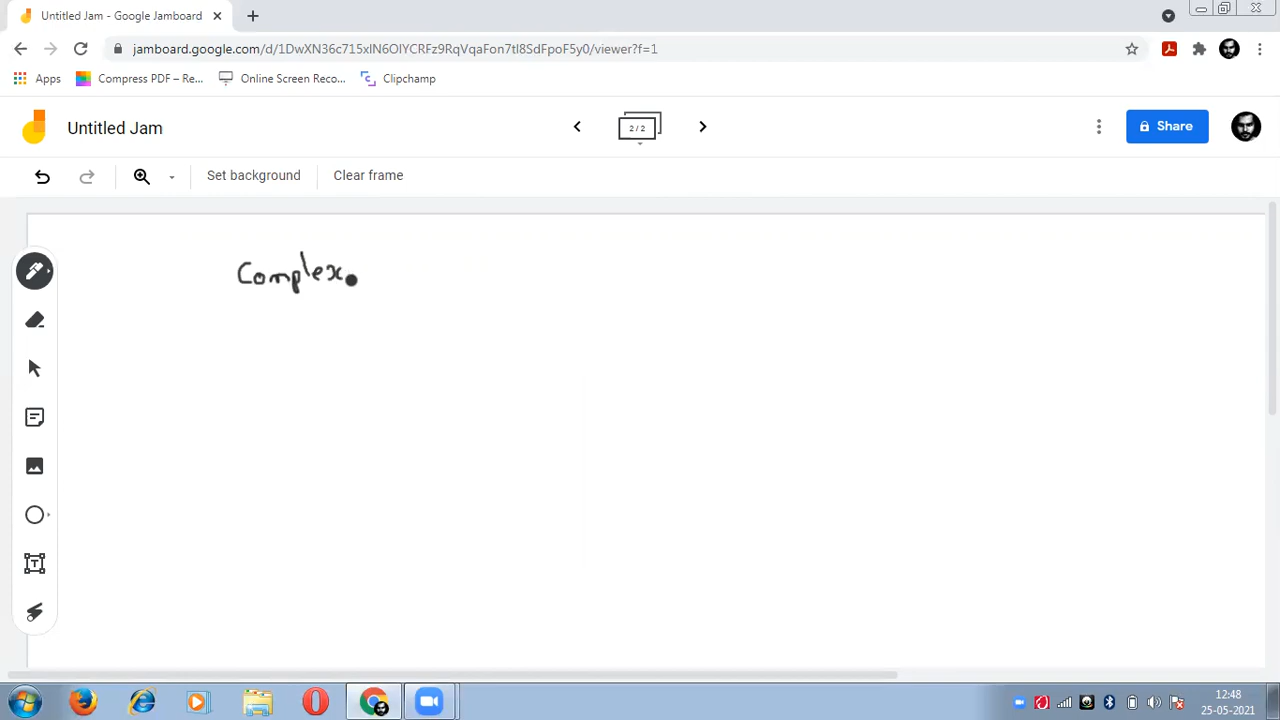 Untitled Jam - Google Jamboard
jamboard.google.com/d/1DwXN36c715xIN6OIYCRFz9RqVqaFon7tI8SdFpoF5y0/viewer?f=1
Apps
Compress PDF – Re...
Online Screen Reco...
Clipchamp
Untitled Jam
2 / 2
Share
Set background
Clear frame
Complex
12:48
25-05-2021